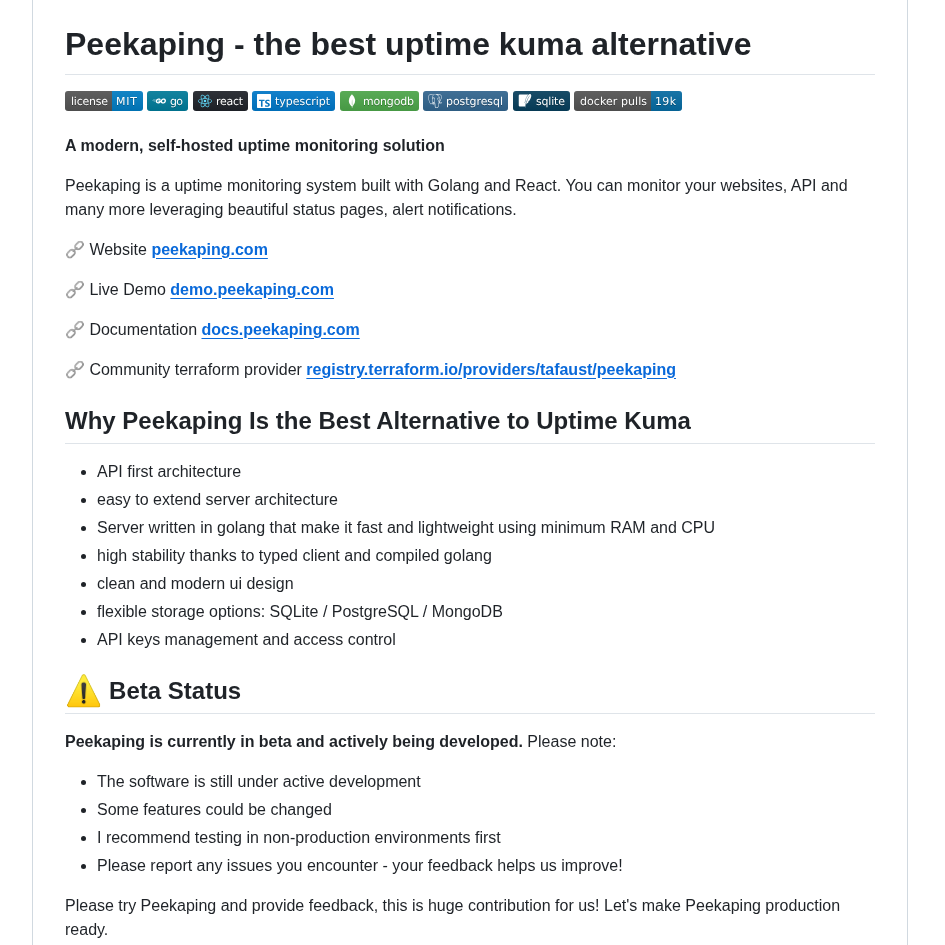 Peekaping - the best uptime kuma alternative
license MIT go react typescript mongodb postgresql sqlite docker pulls 19k
A modern, self-hosted uptime monitoring solution
Peekaping is a uptime monitoring system built with Golang and React. You can monitor your websites, API and
many more leveraging beautiful status pages, alert notifications.
🔗 Website peekaping.com
🔗 Live Demo demo.peekaping.com
🔗 Documentation docs.peekaping.com
🔗 Community terraform provider registry.terraform.io/providers/tafaust/peekaping
Why Peekaping Is the Best Alternative to Uptime Kuma
• API first architecture
• easy to extend server architecture
• Server written in golang that make it fast and lightweight using minimum RAM and CPU
• high stability thanks to typed client and compiled golang
• clean and modern ui design
• flexible storage options: SQLite / PostgreSQL / MongoDB
• API keys management and access control
⚠️ Beta Status
Peekaping is currently in beta and actively being developed. Please note:
• The software is still under active development
• Some features could be changed
• I recommend testing in non-production environments first
• Please report any issues you encounter - your feedback helps us improve!
Please try Peekaping and provide feedback, this is huge contribution for us! Let's make Peekaping production
ready.